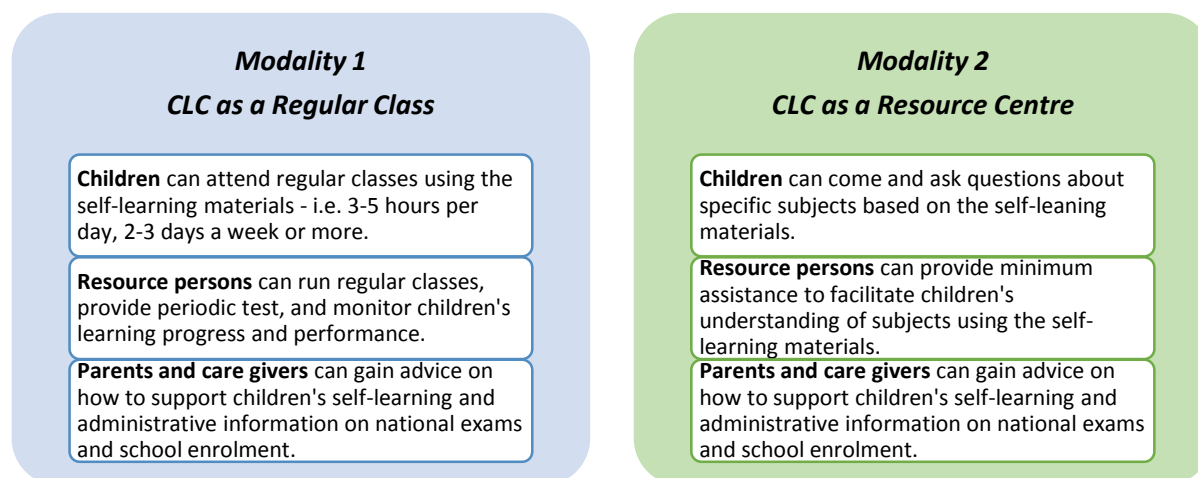 Modality 1
CLC as a Regular Class
Children can attend regular classes using the
self-learning materials - i.e. 3-5 hours per
day, 2-3 days a week or more.
Resource persons can run regular classes,
provide periodic test, and monitor children's
learning progress and performance.
Parents and care givers can gain advice on
how to support children's self-learning and
administrative information on national exams
and school enrolment.
Modality 2
CLC as a Resource Centre
Children can come and ask questions about
specific subjects based on the self-leaning
materials.
Resource persons can provide minimum
assistance to facilitate children's
understanding of subjects using the self-
learning materials.
Parents and care givers can gain advice on
how to support children's self-learning and
administrative information on national exams
and school enrolment.